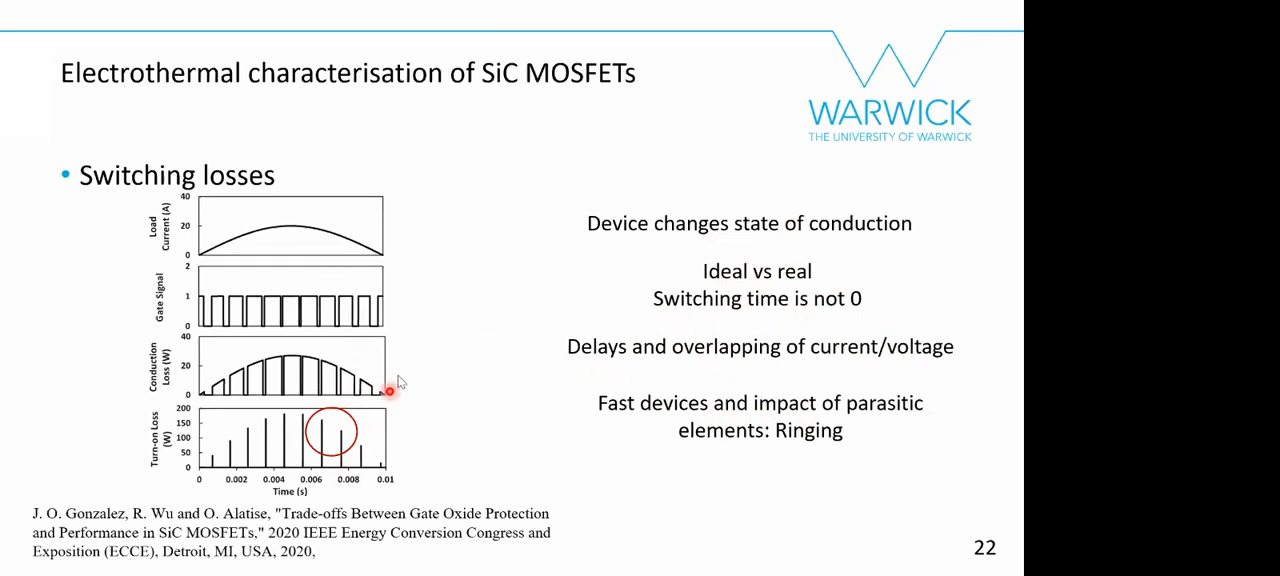 Electrothermal characterisation of SiC MOSFETs
WARWICK
THE UNIVERSITY OF WARWICK
• Switching losses
Load
Current (A)
40
20
0
Gate Signal
2
1
0
Conduction
Loss (W)
40
20
0
Turn-on Loss
(W)
200
150
100
50
0
0 0.002 0.004 0.006 0.008 0.01
Time (s)
Device changes state of conduction
Ideal vs real
Switching time is not 0
Delays and overlapping of current/voltage
Fast devices and impact of parasitic
elements: Ringing
J. O. Gonzalez, R. Wu and O. Alatise, "Trade-offs Between Gate Oxide Protection
and Performance in SiC MOSFETs," 2020 IEEE Energy Conversion Congress and
Exposition (ECCE), Detroit, MI, USA, 2020,
22